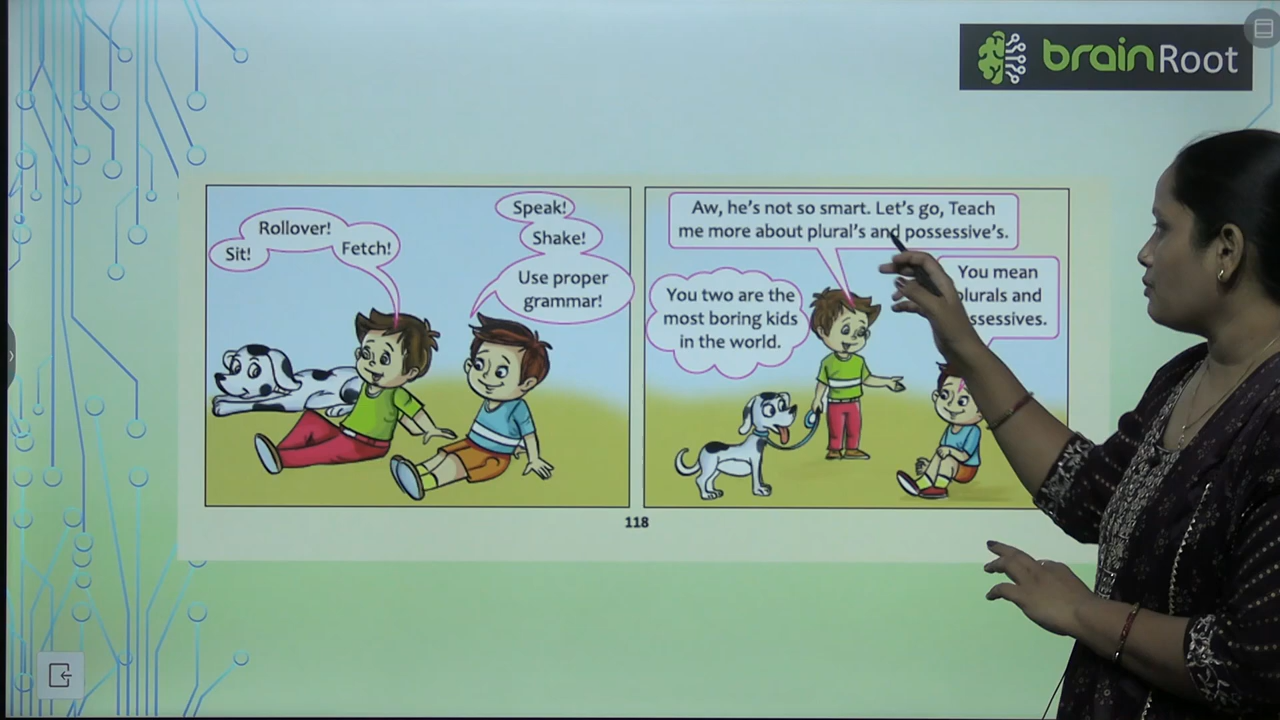 brainRoot
Rollover!
Sit!
Fetch!
Speak!
Shake!
Use proper
grammar!
Aw, he's not so smart. Let's go, Teach
me more about plural's and possessive's.
You two are the
most boring kids
in the world.
You mean
plurals and
possessives.
118